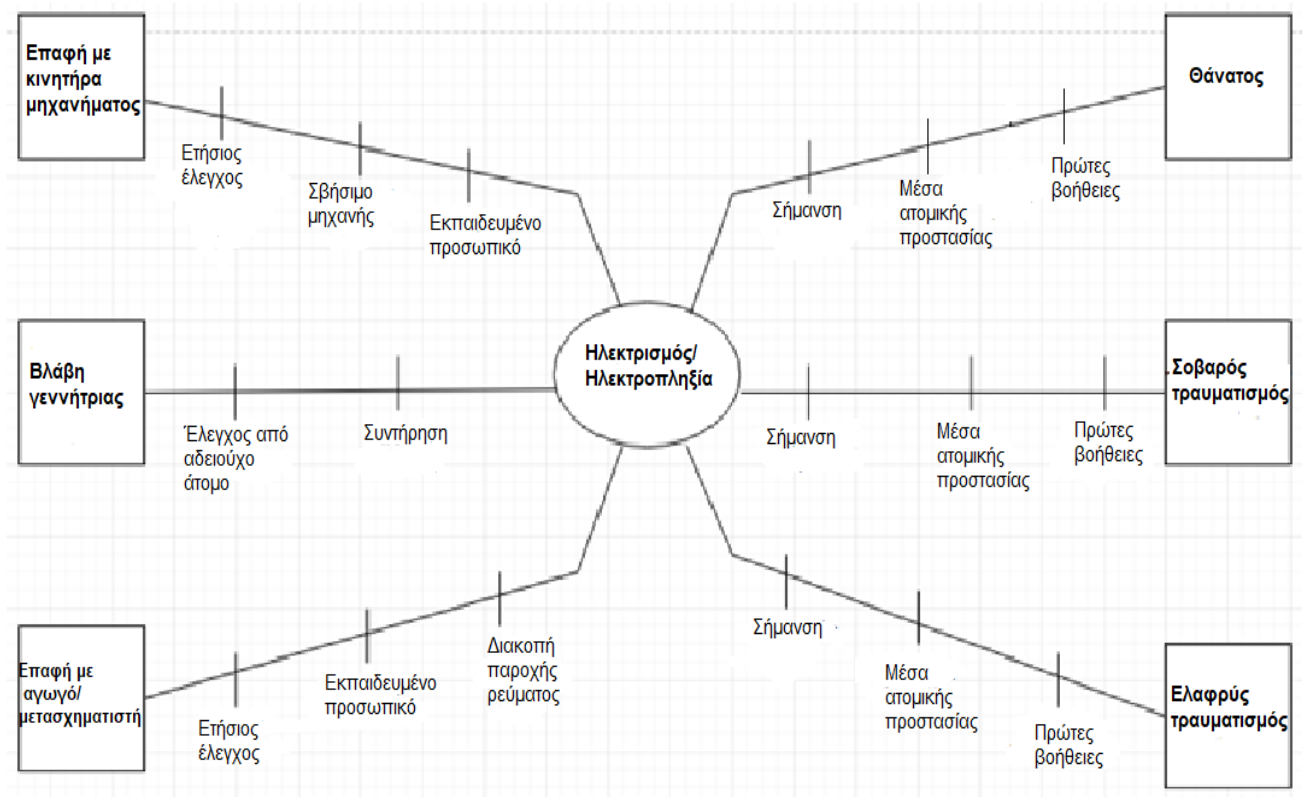 Επαφή με
κινητήρα
μηχανήματος
Ετήσιος
έλεγχος
Σβήσιμο
μηχανής
Εκπαιδευμένο
προσωπικό
Σήμανση
Μέσα
ατομικής
προστασίας
Πρώτες
βοήθειες
Θάνατος
Βλάβη
γεννήτριας
Έλεγχος από
αδειούχο
άτομο
Συντήρηση
Ηλεκτρισμός/
Ηλεκτροπληξία
Σήμανση
Μέσα
ατομικής
προστασίας
Πρώτες
βοήθειες
.Σοβαρός
τραυματισμός
Επαφή με
αγωγό/
μετασχηματιστή
Ετήσιος
έλεγχος
Εκπαιδευμένο
προσωπικό
Διακοπή
παροχής
ρεύματος
Σήμανση
Μέσα
ατομικής
προστασίας
Πρώτες
βοήθειες
Ελαφρύς
τραυματισμός